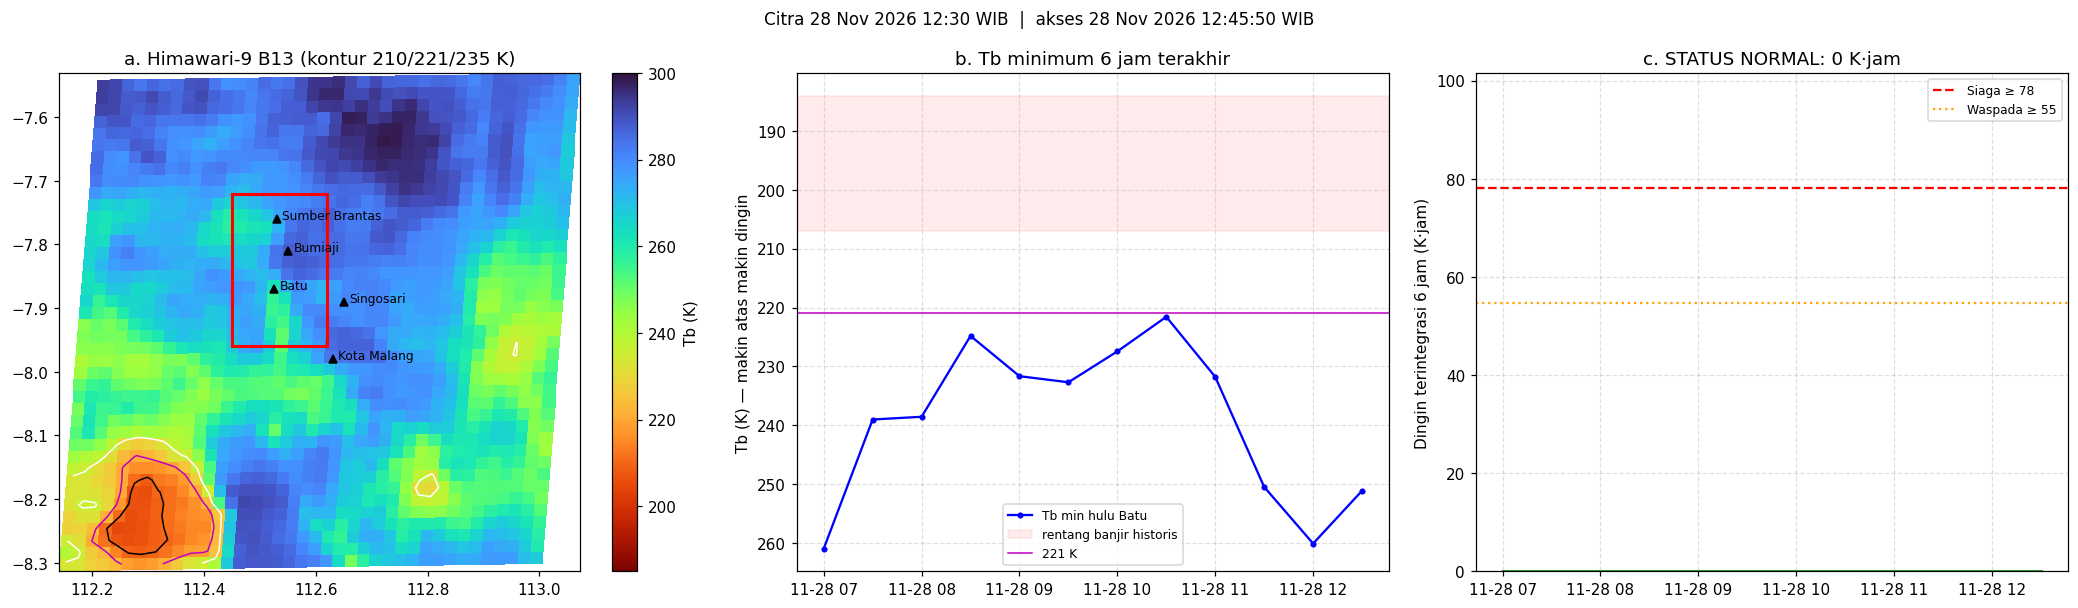 Citra 28 Nov 2026 12:30 WIB | akses 28 Nov 2026 12:45:50 WIB
a. Himawari-9 B13 (kontur 210/221/235 K)
−7.6
−7.7
−7.8
−7.9
−8.0
−8.1
−8.2
−8.3
112.2
112.4
112.6
112.8
113.0
Sumber Brantas
Bumiaji
Batu
Singosari
Kota Malang
300
280
260
240
220
200
Tb (K)
b. Tb minimum 6 jam terakhir
Tb (K) — makin atas makin dingin
190
200
210
220
230
240
250
260
Tb min hulu Batu
rentang banjir historis
221 K
11-28 07
11-28 08
11-28 09
11-28 10
11-28 11
11-28 12
c. STATUS NORMAL: 0 K·jam
Dingin terintegrasi 6 jam (K·jam)
100
80
60
40
20
0
Siaga ≥ 78
Waspada ≥ 55
11-28 07
11-28 08
11-28 09
11-28 10
11-28 11
11-28 12